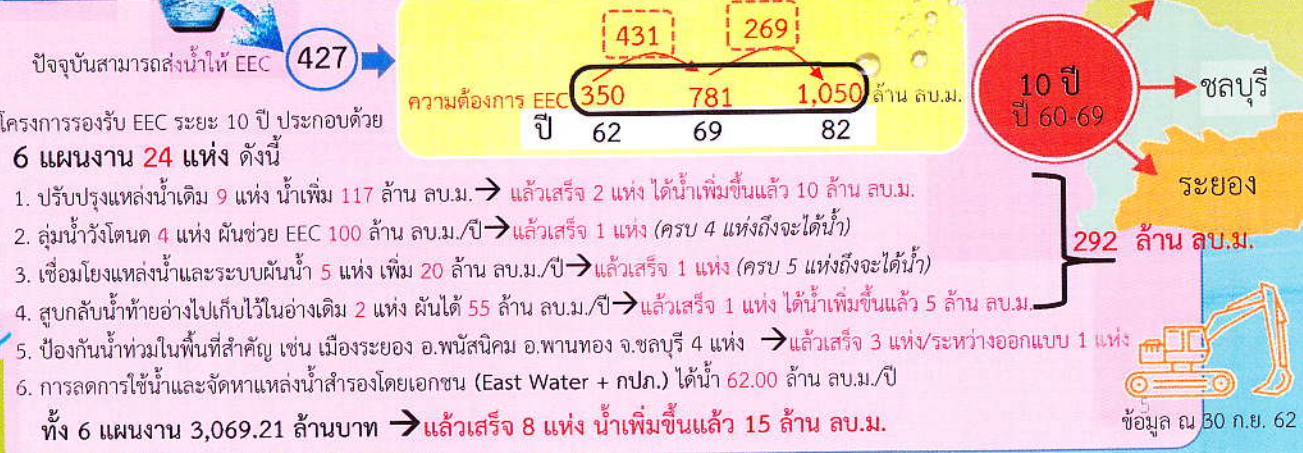 ปัจจุบันสามารถส่งน้ำให้ EEC 427
431 269
ความต้องการ EEC 350 781 1,050 ล้าน ลบ.ม.
ปี 62 69 82
10 ปี
ปี 60-69
ชลบุรี
ระยอง
โครงการรองรับ EEC ระยะ 10 ปี ประกอบด้วย
6 แผนงาน 24 แห่ง ดังนี้
1. ปรับปรุงแหล่งน้ำเดิม 9 แห่ง น้ำเพิ่ม 117 ล้าน ลบ.ม.→ แล้วเสร็จ 2 แห่ง ได้น้ำเพิ่มขึ้นแล้ว 10 ล้าน ลบ.ม.
2. ลุ่มน้ำวังโตนด 4 แห่ง ผันช่วย EEC 100 ล้าน ลบ.ม./ปี→แล้วเสร็จ 1 แห่ง (ครบ 4 แห่งถึงจะได้น้ำ)
3. เชื่อมโยงแหล่งน้ำและระบบผันน้ำ 5 แห่ง เพิ่ม 20 ล้าน ลบ.ม./ปี→แล้วเสร็จ 1 แห่ง (ครบ 5 แห่งถึงจะได้น้ำ)
4. สูบกลับน้ำท้ายอ่างไปเก็บไว้ในอ่างเดิม 2 แห่ง ผันได้ 55 ล้าน ลบ.ม./ปี→แล้วเสร็จ 1 แห่ง ได้น้ำเพิ่มขึ้นแล้ว 5 ล้าน ลบ.ม.
292 ล้าน ลบ.ม.
5. ป้องกันน้ำท่วมในพื้นที่สำคัญ เช่น เมืองระยอง อ.พนัสนิคม อ.พานทอง จ.ชลบุรี 4 แห่ง →แล้วเสร็จ 3 แห่ง/ระหว่างออกแบบ 1 แห่ง
6. การลดการใช้น้ำและจัดหาแหล่งน้ำสำรองโดยเอกชน (East Water + กปภ.) ได้น้ำ 62.00 ล้าน ลบ.ม./ปี
ทั้ง 6 แผนงาน 3,069.21 ล้านบาท →แล้วเสร็จ 8 แห่ง น้ำเพิ่มขึ้นแล้ว 15 ล้าน ลบ.ม.
ข้อมูล ณ 30 ก.ย. 62